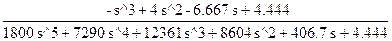 - s^3 + 4 s^2 - 6.667 s + 4.444
1800 s^5 + 7290 s^4 + 12361 s^3 + 8604 s^2 + 406.7 s + 4.444